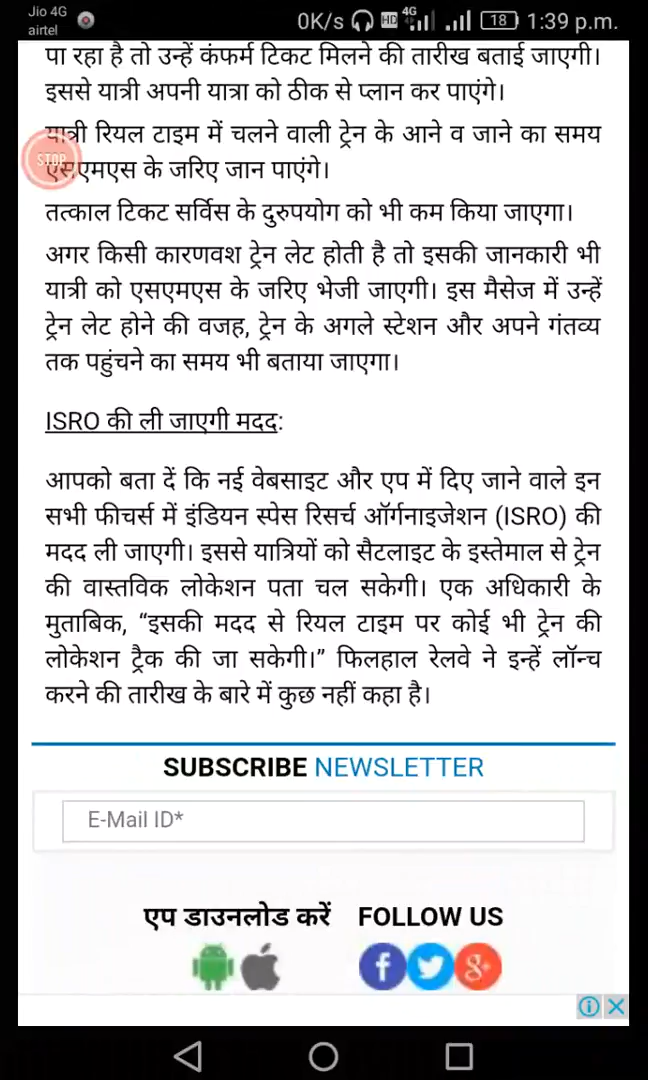 Jio 4G
airtel
0K/s HD 4G 18 1:39 p.m.
पा रहा है तो उन्हें कंफर्म टिकट मिलने की तारीख बताई जाएगी।
इससे यात्री अपनी यात्रा को ठीक से प्लान कर पाएंगे।
यात्री रियल टाइम में चलने वाली ट्रेन के आने व जाने का समय
STOP
एसएमएस के जरिए जान पाएंगे।
तत्काल टिकट सर्विस के दुरुपयोग को भी कम किया जाएगा।
अगर किसी कारणवश ट्रेन लेट होती है तो इसकी जानकारी भी
यात्री को एसएमएस के जरिए भेजी जाएगी। इस मैसेज में उन्हें
ट्रेन लेट होने की वजह, ट्रेन के अगले स्टेशन और अपने गंतव्य
तक पहुंचने का समय भी बताया जाएगा।
ISRO की ली जाएगी मदद:
आपको बता दें कि नई वेबसाइट और एप में दिए जाने वाले इन
सभी फीचर्स में इंडियन स्पेस रिसर्च ऑर्गनाइजेशन (ISRO) की
मदद ली जाएगी। इससे यात्रियों को सैटलाइट के इस्तेमाल से ट्रेन
की वास्तविक लोकेशन पता चल सकेगी। एक अधिकारी के
मुताबिक, “इसकी मदद से रियल टाइम पर कोई भी ट्रेन की
लोकेशन ट्रैक की जा सकेगी।” फिलहाल रेलवे ने इन्हें लॉन्च
करने की तारीख के बारे में कुछ नहीं कहा है।
SUBSCRIBE NEWSLETTER
E-Mail ID*
एप डाउनलोड करें FOLLOW US